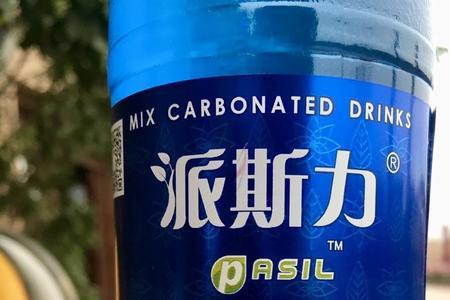 MIX CARBONATED DRINKS
派斯力®
TM
PASIL